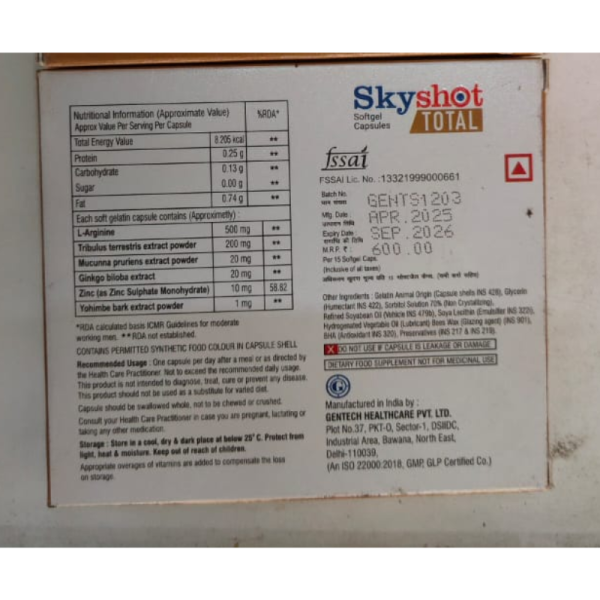 Nutritional Information (Approximate Value)
Approx Value Per Serving Per Capsule
%RDA*
Total Energy Value 8.295 kcal **
Protein 0.25 g **
Carbohydrate 0.13 g **
Sugar 0.00 g **
Fat 0.74 g **
Each soft gelatin capsule contains (Approximetly) :
L-Arginine 500 mg **
Tribulus terrestris extract powder 200 mg **
Mucunna pruriens extract powder 20 mg **
Ginkgo biloba extract 20 mg **
Zinc (as Zinc Sulphate Monohydrate) 10 mg 58.82
Yohimbe bark extract powder 1 mg **
*RDA calculated basis ICMR Guidelines for moderate
working men. ** RDA not established.
CONTAINS PERMITTED SYNTHETIC FOOD COLOUR IN CAPSULE SHELL
Recommended Usage : One capsule per day after a meal or as directed by
the Health Care Practitioner. Not to exceed the recommended daily usage.
This product is not intended to diagnose, treat, cure or prevent any disease.
This product should not be used as a substitute for varied diet.
Capsule should be swallowed whole, not to be chewed or crushed.
Consult your Health Care Practitioner in case you are pregnant, lactating or
taking any other medication.
Storage : Store in a cool, dry & dark place at below 25° C. Protect from
light, heat & moisture. Keep out of reach of children.
Appropriate overages of vitamins are added to compensate the loss
on storage.
Skyshot
Softgel
Capsules
TOTAL
fssai
FSSAI Lic. No. :13321999000661
Batch No. GENTS1203
Mfg. Date APR.2025
Expiry Date SEP.2026
M.R.P. ₹ : 600.00
Per 15 Softgel Caps.
(Inclusive of all taxes)
Other Ingredients : Gelatin Animal Origin (Capsule shells INS 428), Glycerin
(Humectant INS 422), Sorbitol Solution 70% (Non Crystallizing),
Refined Soyabean Oil (Vehicle INS 479b), Soya Lecithin (Emulsifier INS 322),
Hydrogenated Vegetable Oil (Lubricant) Bees Wax (Glazing agent) (INS 901),
BHA (Antioxidant INS 320), Preservatives (INS 217 & INS 219).
X DO NOT USE IF CAPSULE IS LEAKAGE OR DAMAGE.
DIETARY FOOD SUPPLEMENT NOT FOR MEDICINAL USE
Manufactured in India by :
GENTECH HEALTHCARE PVT. LTD.
Plot No.37, PKT-O, Sector-1, DSIIDC,
Industrial Area, Bawana, North East,
Delhi-110039,
(An ISO 22000:2018, GMP, GLP Certified Co.)